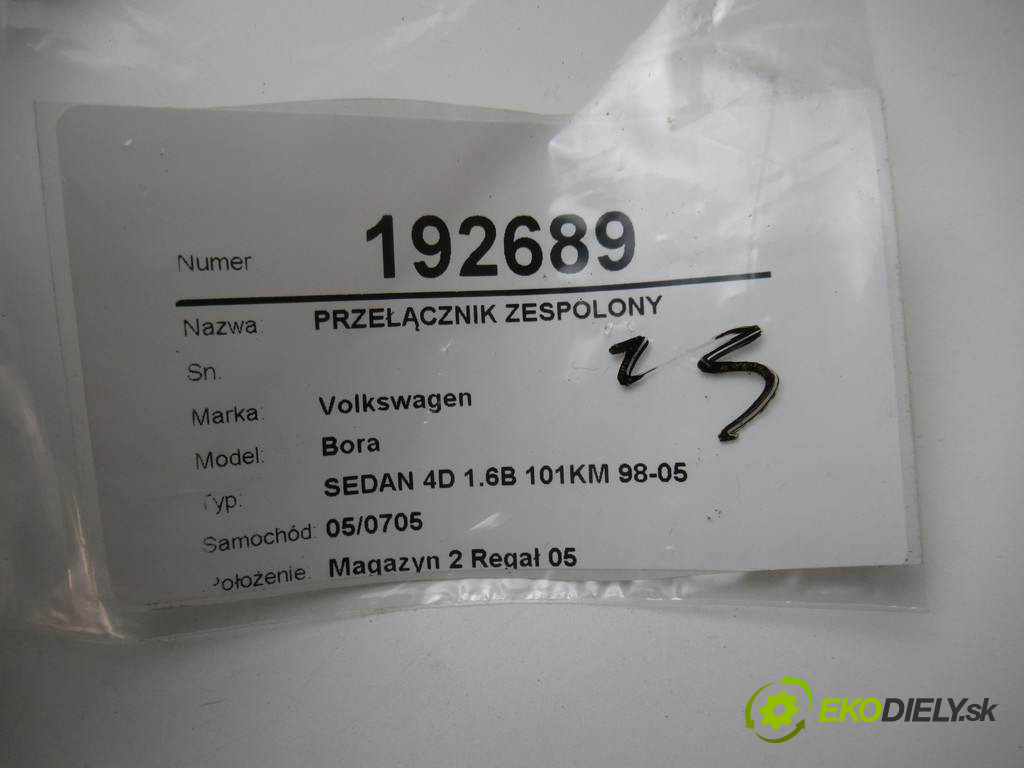 Numer 192689
Nazwa: PRZEŁĄCZNIK ZESPOLONY
Sn.
Marka: Volkswagen
Model: Bora
Typ: SEDAN 4D 1.6B 101KM 98-05
Samochód: 05/0705
Położenie: Magazyn 2 Regał 05
EKODIELY.sk